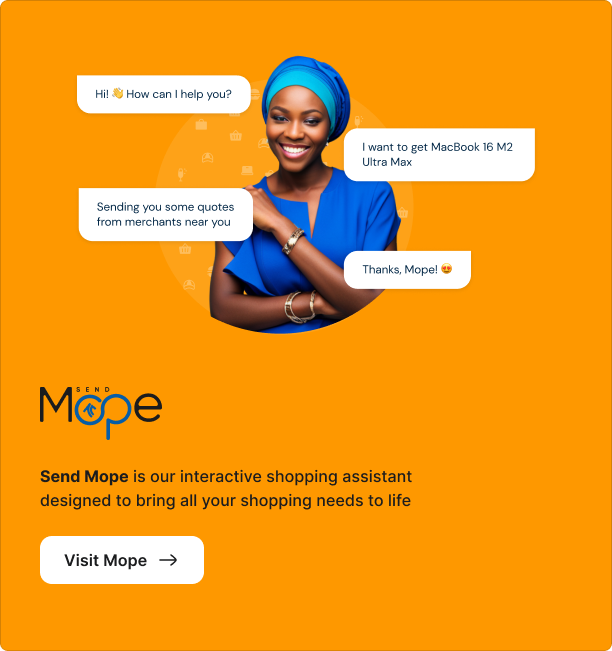 Hi! 👋 How can I help you?
I want to get MacBook 16 M2
Ultra Max
Sending you some quotes
from merchants near you
Thanks, Mope! 😍
SEND
Mope
Send Mope is our interactive shopping assistant
designed to bring all your shopping needs to life
Visit Mope →